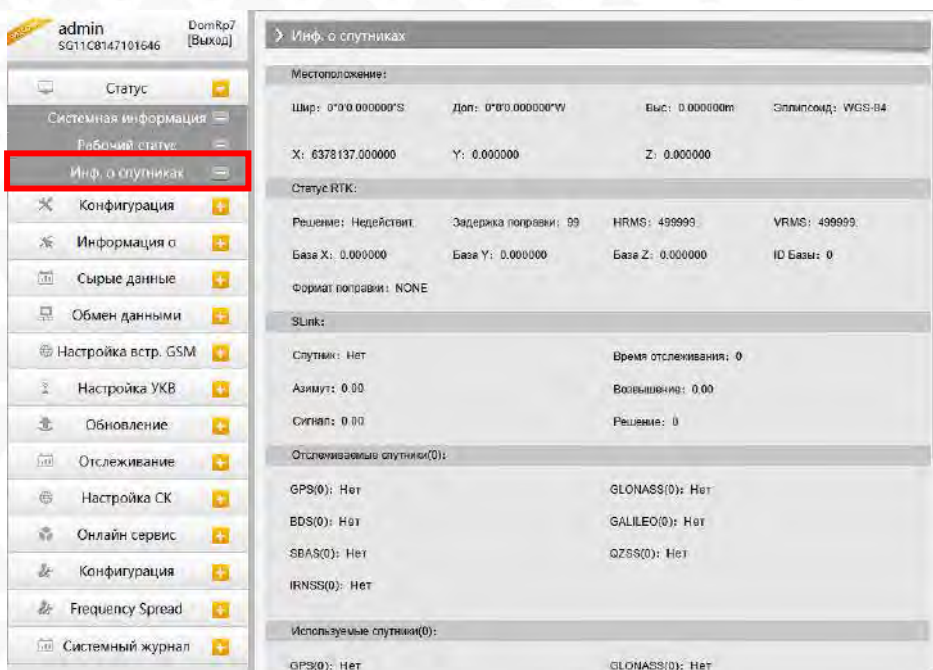 admin
DomRp7
SG11C8147101646
[Выход]
Статус
Системная информация
Рабочий статус
Инф. о спутниках
Конфигурация
Информация о
Сырые данные
Обмен данными
Настройка встр. GSM
Настройка УКВ
Обновление
Отслеживание
Настройка СК
Онлайн сервис
Конфигурация
Frequency Spread
Системный журнал
Инф. о спутниках
Местоположение:
Шир: 0°0'0.000000"S Доп: 0°0'0.000000"W Выс: 0.000000m Эллипсоид: WGS-84
X: 6378137.000000 Y: 0.000000 Z: 0.000000
Статус RTK:
Решение: Недействит. Задержка поправки: 99 HRMS: 499999. VRMS: 499999.
База X: 0.000000 База Y: 0.000000 База Z: 0.000000 ID Базы: 0
Формат поправки: NONE
SLink:
Спутник: Нет Время отслеживания: 0
Азимут: 0.00 Возвышение: 0.00
Сигнал: 0.00 Решение: 0
Отслеживаемые спутники(0):
GPS(0): Нет GLONASS(0): Нет
BDS(0): Нет GALILEO(0): Нет
SBAS(0): Нет QZSS(0): Нет
IRNSS(0): Нет
Используемые спутники(0):
GPS(0): Нет GLONASS(0): Нет